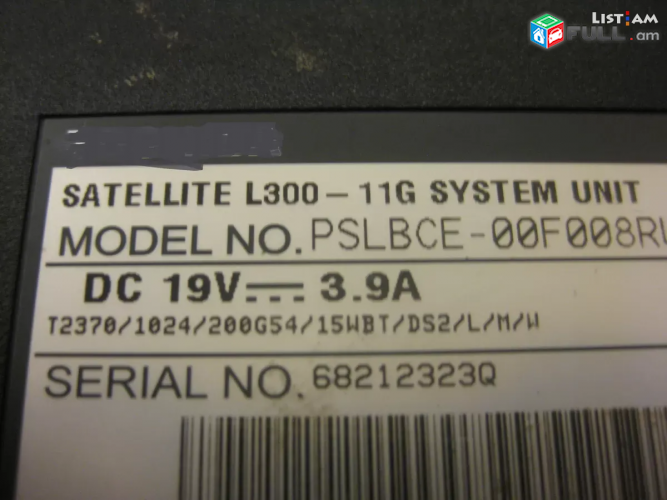 LIST.AM
FULL.am
SATELLITE L300-11G SYSTEM UNIT
MODEL NO. PSLBCE-00F008RU
DC 19V⎓ 3.9A
T2370/1024/200G54/15WBT/DS2/L/M/W
SERIAL NO. 68212323Q